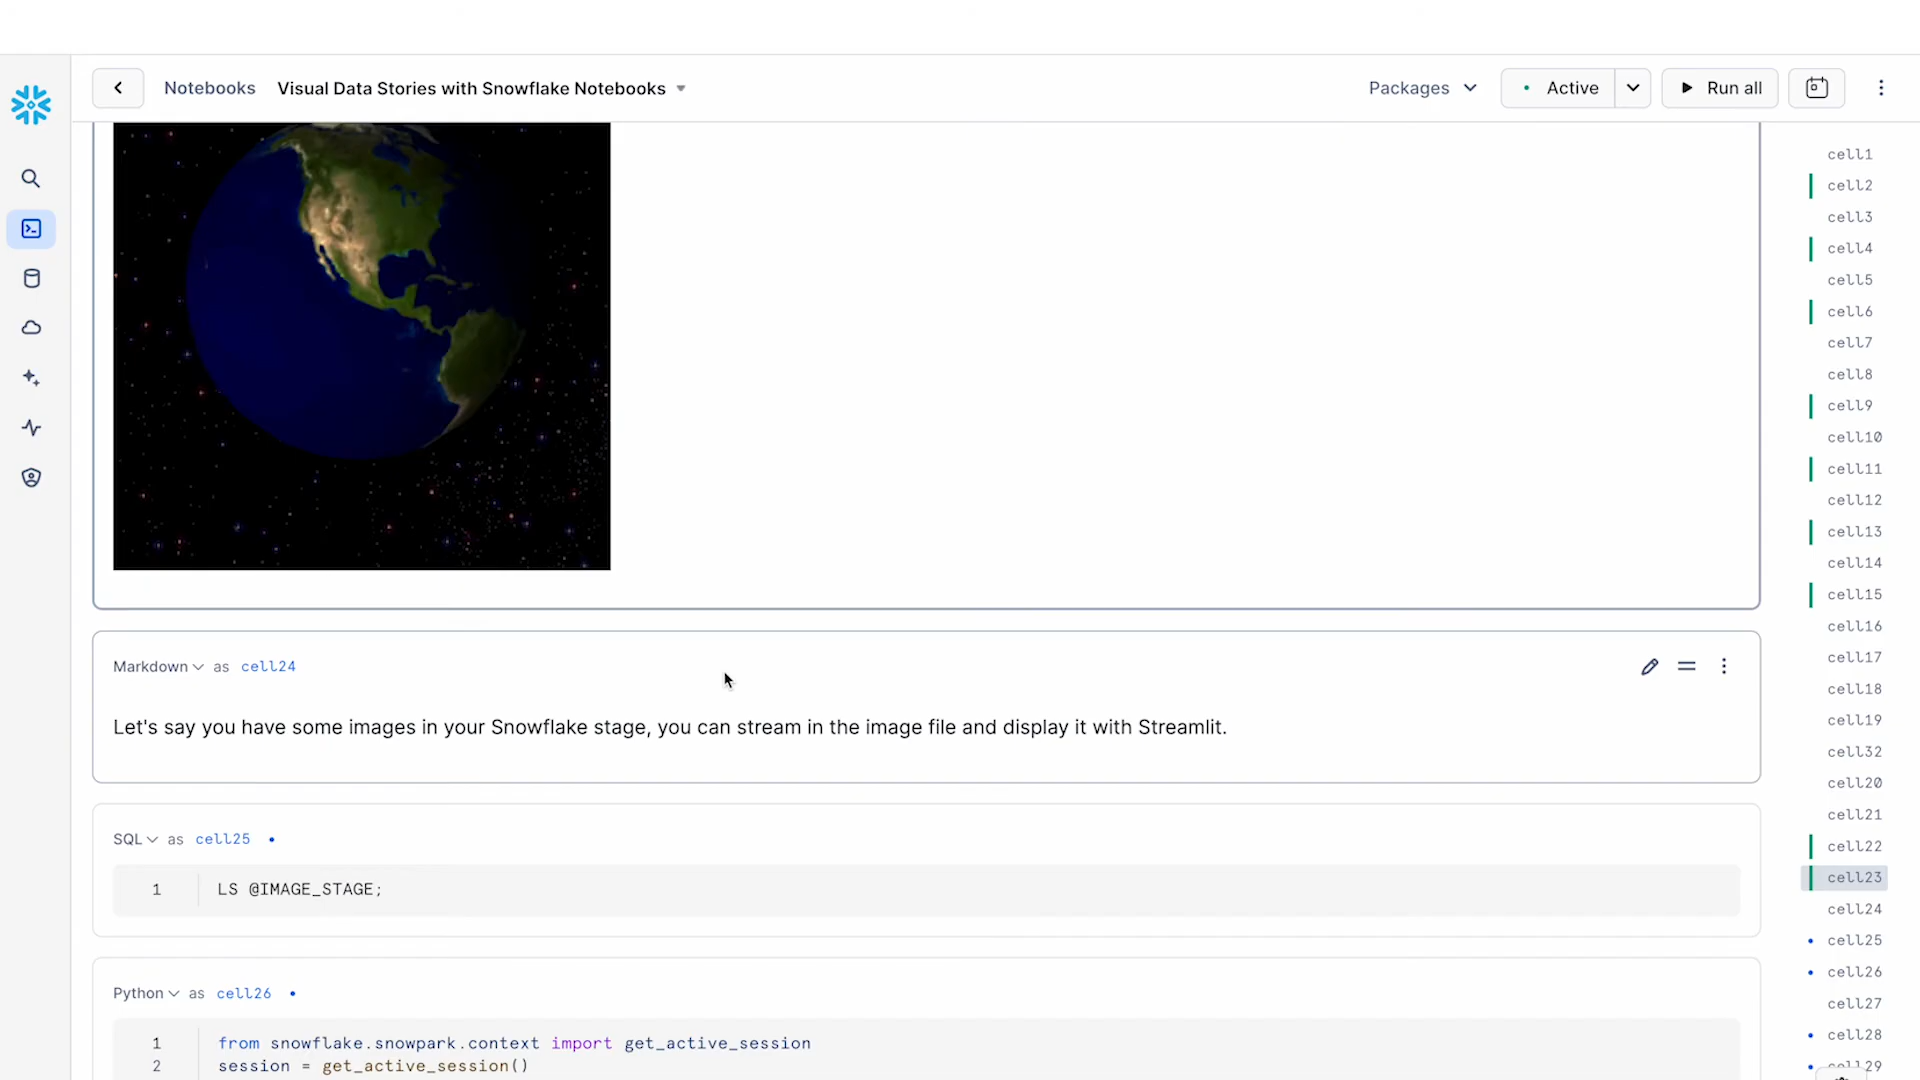 Notebooks Visual Data Stories with Snowflake Notebooks
Packages Active Run all
Markdown as cell24
Let's say you have some images in your Snowflake stage, you can stream in the image file and display it with Streamlit.
SQL as cell25
1 LS @IMAGE_STAGE;
Python as cell26
1 from snowflake.snowpark.context import get_active_session
2 session = get_active_session()
cell1
cell2
cell3
cell4
cell5
cell6
cell7
cell8
cell9
cell10
cell11
cell12
cell13
cell14
cell15
cell16
cell17
cell18
cell19
cell32
cell20
cell21
cell22
cell23
cell24
cell25
cell26
cell27
cell28
cell29